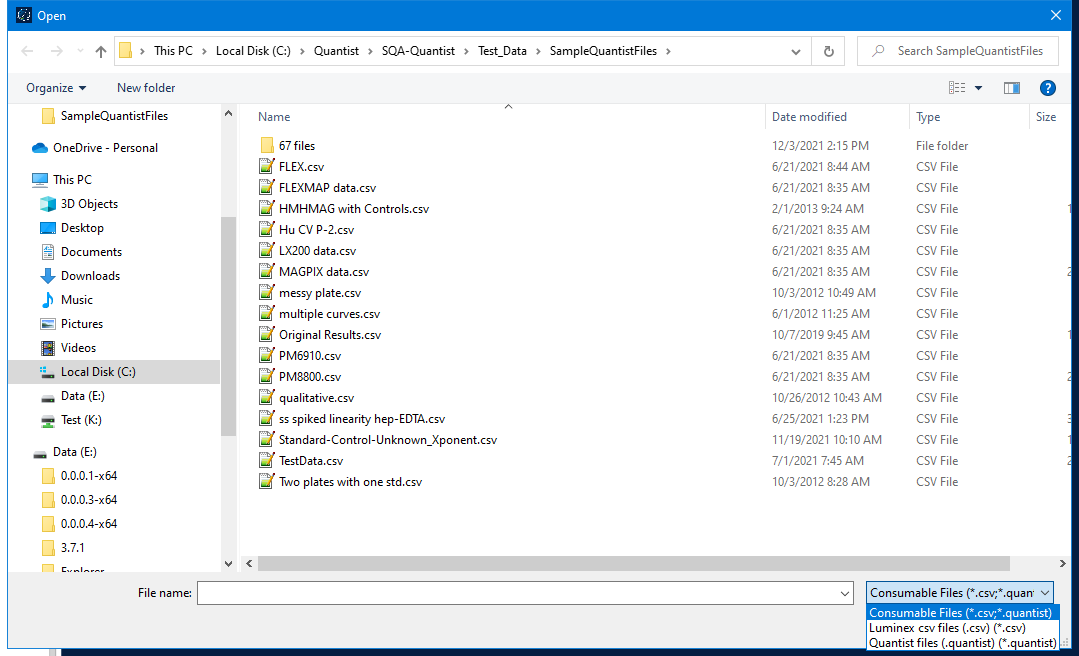 Open
This PC > Local Disk (C:) > Quantist > SQA-Quantist > Test_Data > SampleQuantistFiles >
Search SampleQuantistFiles
Organize
New folder
SampleQuantistFiles
OneDrive - Personal
This PC
3D Objects
Desktop
Documents
Downloads
Music
Pictures
Videos
Local Disk (C:)
Data (E:)
Test (K:)
Data (E:)
0.0.0.1-x64
0.0.0.3-x64
0.0.0.4-x64
3.7.1
Explorer
Name Date modified Type Size
67 files 12/3/2021 2:15 PM File folder
FLEX.csv 6/21/2021 8:44 AM CSV File
FLEXMAP data.csv 6/21/2021 8:35 AM CSV File
HMHMAG with Controls.csv 2/1/2013 9:24 AM CSV File 1
Hu CV P-2.csv 6/21/2021 8:35 AM CSV File
LX200 data.csv 6/21/2021 8:35 AM CSV File
MAGPIX data.csv 6/21/2021 8:35 AM CSV File 2
messy plate.csv 10/3/2012 10:49 AM CSV File
multiple curves.csv 6/1/2012 11:25 AM CSV File
Original Results.csv 10/7/2019 9:45 AM CSV File 1
PM6910.csv 6/21/2021 8:35 AM CSV File
PM8800.csv 6/21/2021 8:35 AM CSV File 2
qualitative.csv 10/26/2012 10:43 AM CSV File
ss spiked linearity hep-EDTA.csv 6/25/2021 1:23 PM CSV File 3
Standard-Control-Unknown_Xponent.csv 11/19/2021 10:10 AM CSV File 1
TestData.csv 7/1/2021 7:45 AM CSV File 2
Two plates with one std.csv 10/3/2012 8:28 AM CSV File
File name:
Consumable Files (*.csv;*.quant
Consumable Files (*.csv;*.quantist)
Luminex csv files (.csv) (*.csv)
Quantist files (.quantist) (*.quantist)